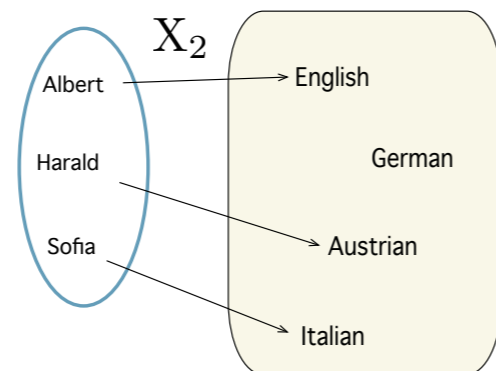 X₂
Albert
English
Harald
German
Sofia
Austrian
Italian